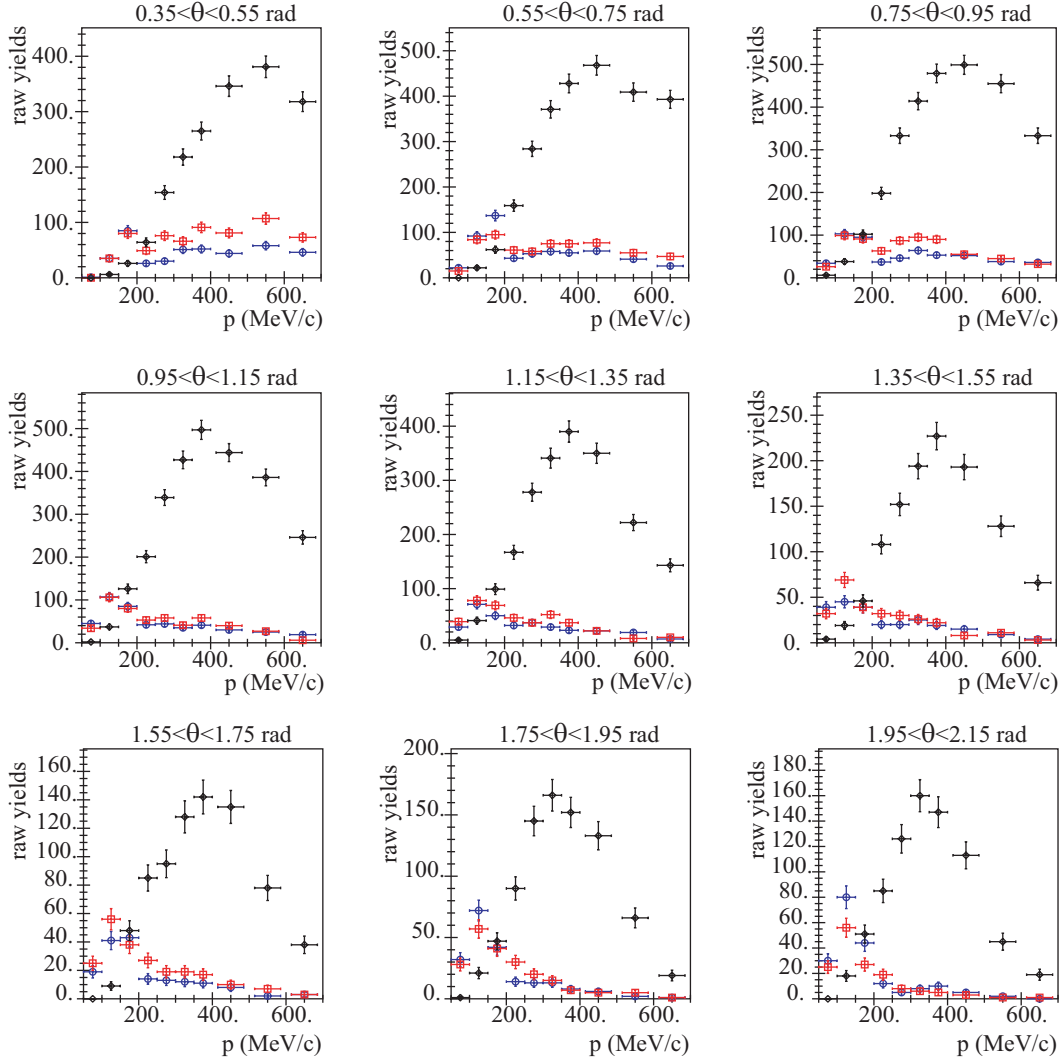 0.35<θ<0.55 rad
raw yields
400.
300.
200.
100.
0.
200. 400. 600.
p (MeV/c)
0.55<θ<0.75 rad
raw yields
500.
400.
300.
200.
100.
0.
200. 400. 600.
p (MeV/c)
0.75<θ<0.95 rad
raw yields
500.
400.
300.
200.
100.
0.
200. 400. 600.
p (MeV/c)
0.95<θ<1.15 rad
raw yields
500.
400.
300.
200.
100.
0.
200. 400. 600.
p (MeV/c)
1.15<θ<1.35 rad
raw yields
400.
300.
200.
100.
0.
200. 400. 600.
p (MeV/c)
1.35<θ<1.55 rad
raw yields
250.
200.
150.
100.
50.
0.
200. 400. 600.
p (MeV/c)
1.55<θ<1.75 rad
raw yields
160.
140.
120.
100.
80.
60.
40.
20.
0.
200. 400. 600.
p (MeV/c)
1.75<θ<1.95 rad
raw yields
200.
150.
100.
50.
0.
200. 400. 600.
p (MeV/c)
1.95<θ<2.15 rad
raw yields
180.
160.
140.
120.
100.
80.
60.
40.
20.
0.
200. 400. 600.
p (MeV/c)